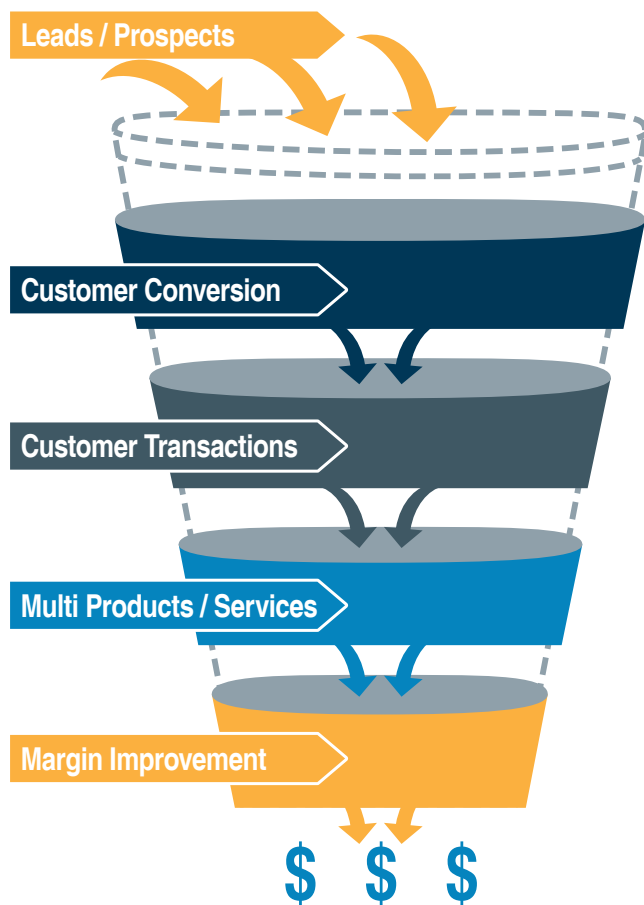 Leads / Prospects
Customer Conversion
Customer Transactions
Multi Products / Services
Margin Improvement
$ $ $